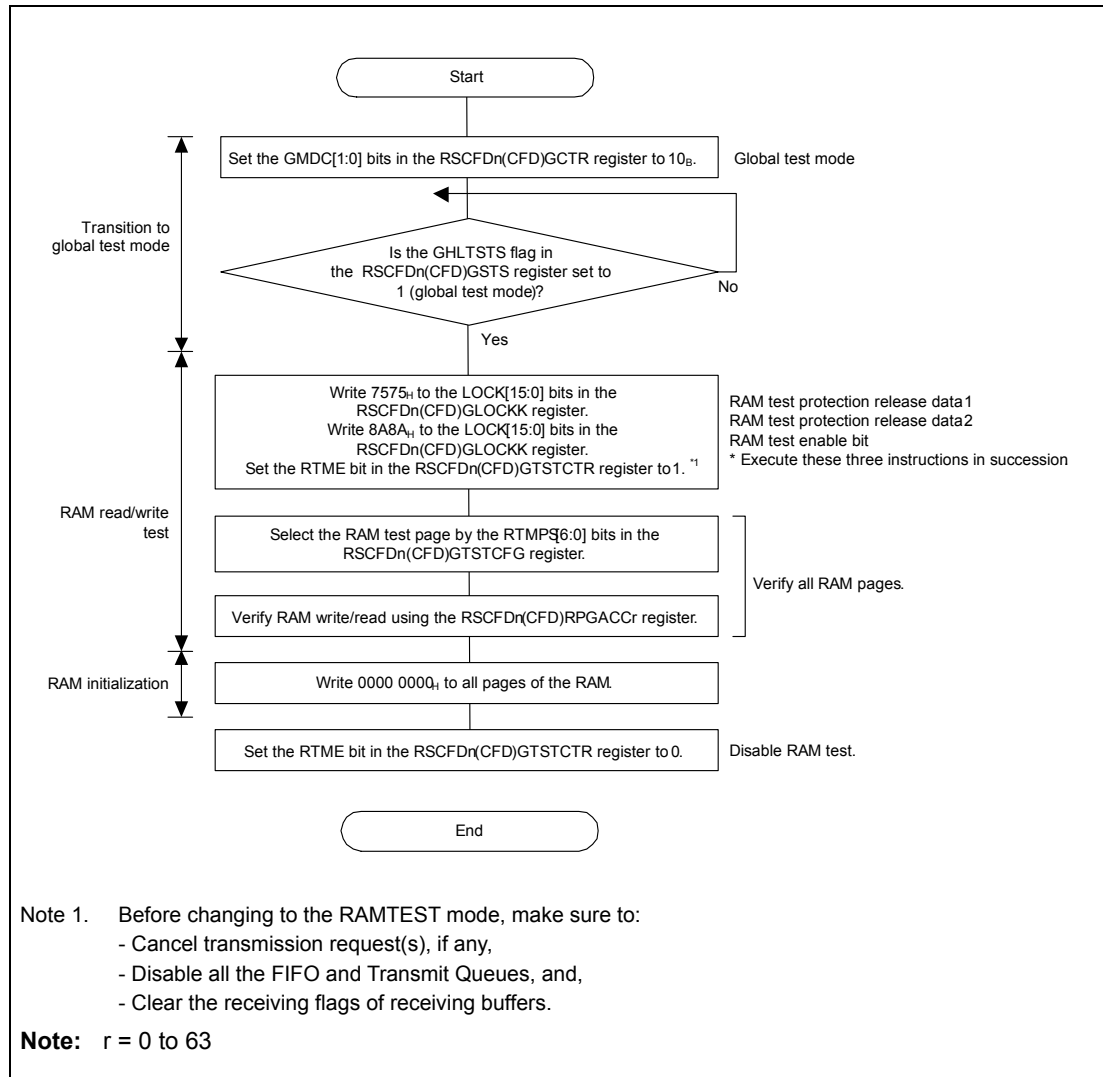 Start
Set the GMDC[1:0] bits in the RSCFDn(CFD)GCTR register to 10B.
Global test mode
Transition to
global test mode
Is the GHLTSTS flag in
the RSCFDn(CFD)GSTS register set to
1 (global test mode)?
No
Yes
Write 7575H to the LOCK[15:0] bits in the
RSCFDn(CFD)GLOCKK register.
Write 8A8AH to the LOCK[15:0] bits in the
RSCFDn(CFD)GLOCKK register.
Set the RTME bit in the RSCFDn(CFD)GTSTCTR register to 1. *1
RAM test protection release data1
RAM test protection release data2
RAM test enable bit
* Execute these three instructions in succession
RAM read/write
test
Select the RAM test page by the RTMPS[6:0] bits in the
RSCFDn(CFD)GTSTCFG register.
Verify all RAM pages.
Verify RAM write/read using the RSCFDn(CFD)RPGACCr register.
RAM initialization
Write 0000 0000H to all pages of the RAM.
Set the RTME bit in the RSCFDn(CFD)GTSTCTR register to 0.
Disable RAM test.
End
Note 1. Before changing to the RAMTEST mode, make sure to:
- Cancel transmission request(s), if any,
- Disable all the FIFO and Transmit Queues, and,
- Clear the receiving flags of receiving buffers.
Note: r = 0 to 63